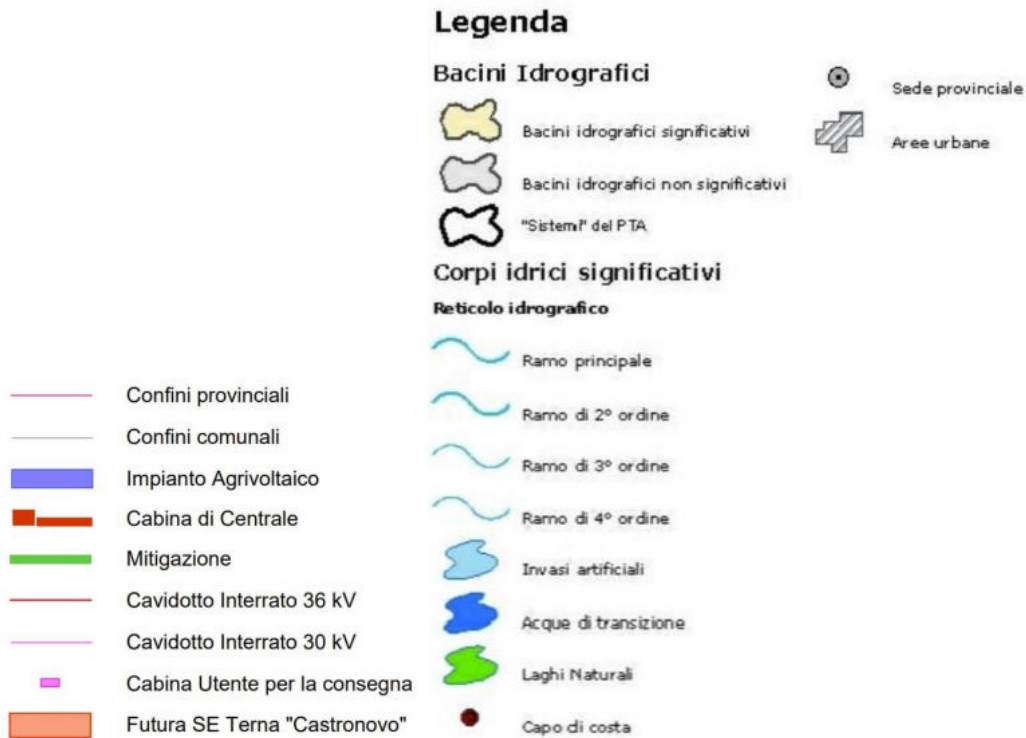 Legenda
Bacini Idrografici
Bacini idrografici significativi
Bacini idrografici non significativi
"Sistemi" del PTA
Sede provinciale
Aree urbane
Corpi idrici significativi
Reticolo idrografico
Ramo principale
Ramo di 2° ordine
Ramo di 3° ordine
Ramo di 4° ordine
Invasi artificiali
Acque di transizione
Laghi Naturali
Capo di costa
Confini provinciali
Confini comunali
Impianto Agrivoltaico
Cabina di Centrale
Mitigazione
Cavidotto Interrato 36 kV
Cavidotto Interrato 30 kV
Cabina Utente per la consegna
Futura SE Terna "Castronovo"